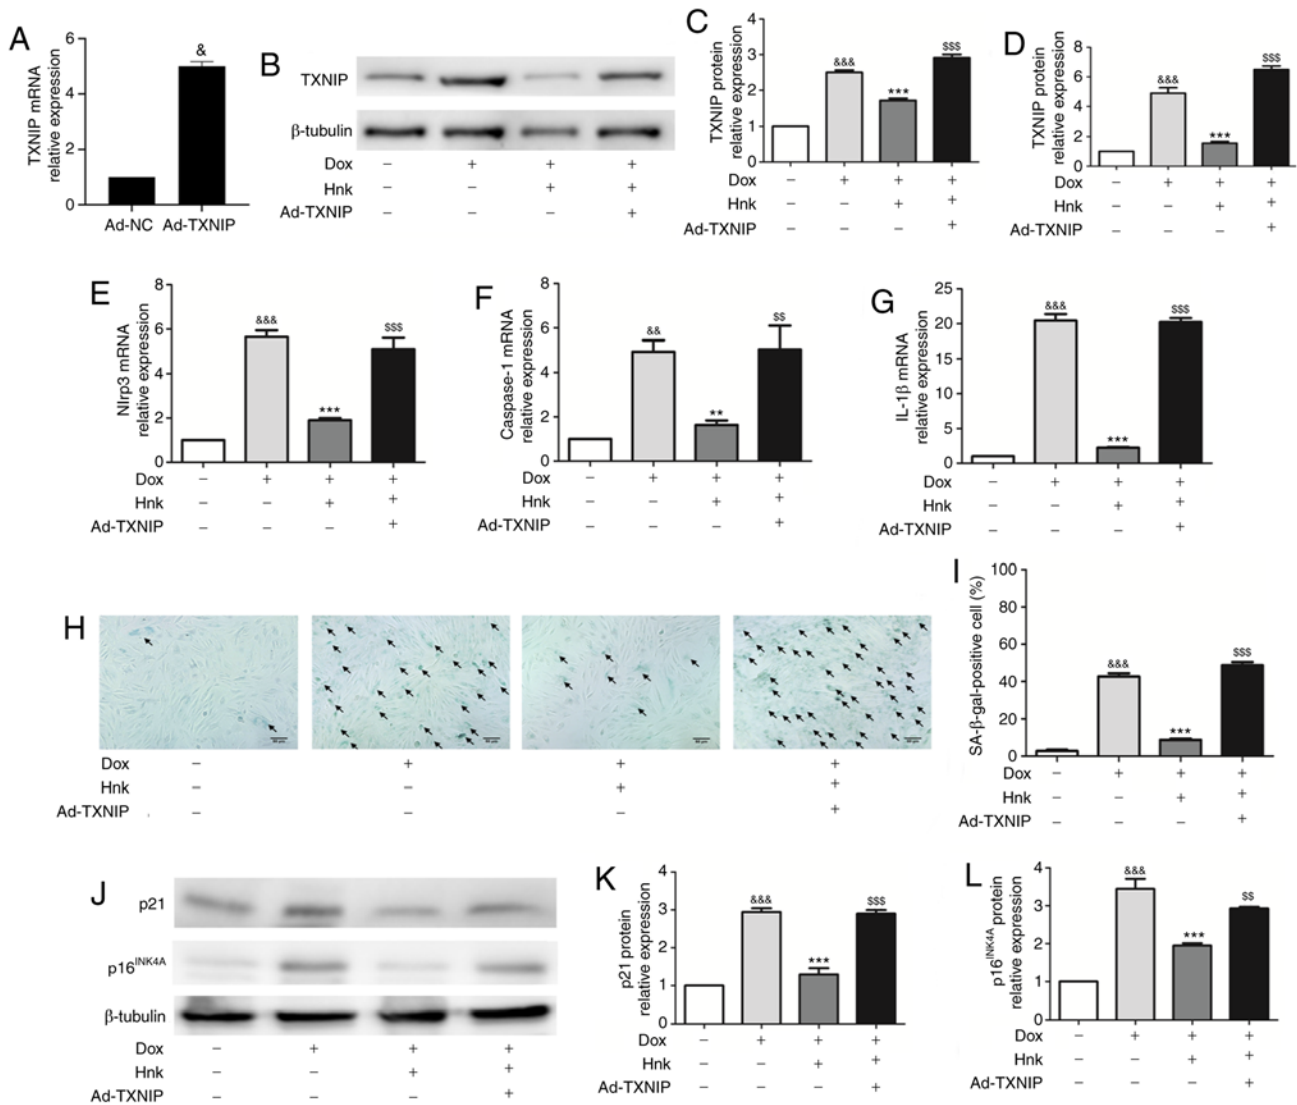 A
TXNIP mRNA
relative expression
6
4
2
0
&
Ad-NC Ad-TXNIP
B
TXNIP
β-tubulin
Dox – + + +
Hnk – – + +
Ad-TXNIP – – – +
C
TXNIP protein
relative expression
4
3
2
1
0
&&&
***
$$$
Dox – + + +
Hnk – – + +
Ad-TXNIP – – – +
D
TXNIP protein
relative expression
8
6
4
2
0
&&&
***
$$$
Dox – + + +
Hnk – – + +
Ad-TXNIP – – – +
E
Nlrp3 mRNA
relative expression
8
6
4
2
0
&&&
***
$$$
Dox – + + +
Hnk – – + +
Ad-TXNIP – – – +
F
Caspase-1 mRNA
relative expression
8
6
4
2
0
&&
**
$$
Dox – + + +
Hnk – – + +
Ad-TXNIP – – – +
G
IL-1β mRNA
relative expression
25
20
15
10
5
0
&&&
***
$$$
Dox – + + +
Hnk – – + +
Ad-TXNIP – – – +
H
Dox – + + +
Hnk – – + +
Ad-TXNIP – – – +
I
SA-β-gal-positive cell (%)
100
80
60
40
20
0
&&&
***
$$$
Dox – + + +
Hnk – – + +
Ad-TXNIP – – – +
J
p21
p16INK4A
β-tubulin
Dox – + + +
Hnk – – + +
Ad-TXNIP – – – +
K
p21 protein
relative expression
4
3
2
1
0
&&&
***
$$$
Dox – + + +
Hnk – – + +
Ad-TXNIP – – – +
L
p16INK4A protein
relative expression
4
3
2
1
0
&&&
***
$$
Dox – + + +
Hnk – – + +
Ad-TXNIP – – – +